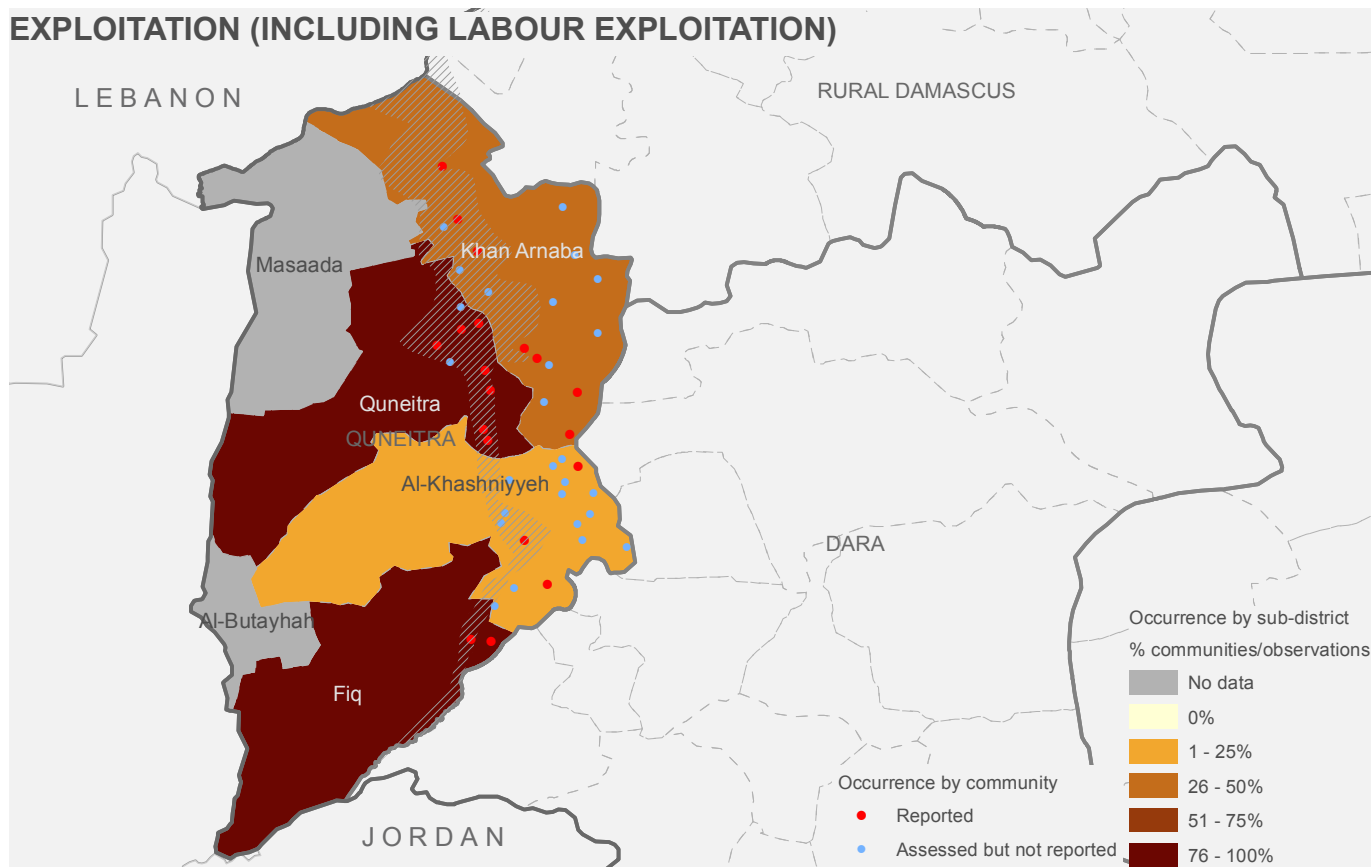 EXPLOITATION (INCLUDING LABOUR EXPLOITATION)
LEBANON
RURAL DAMASCUS
Khan Arnaba
Masaada
Quneitra
QUNEITRA
Al-Khashniyyeh
DARA
Al-Butayhah
Fiq
JORDAN
Occurrence by community
Reported
Assessed but not reported
Occurrence by sub-district
% communities/observations
No data
0%
1 - 25%
26 - 50%
51 - 75%
76 - 100%